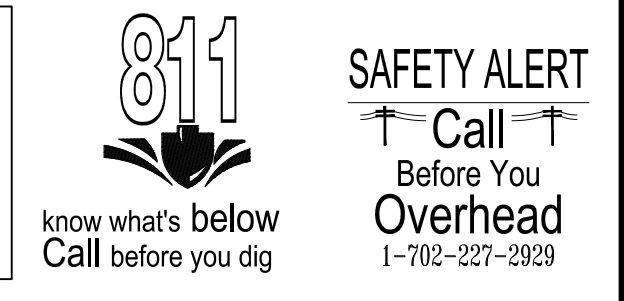 811
know what's below
Call before you dig
SAFETY ALERT
Call
Before You
Overhead
1-702-227-2929